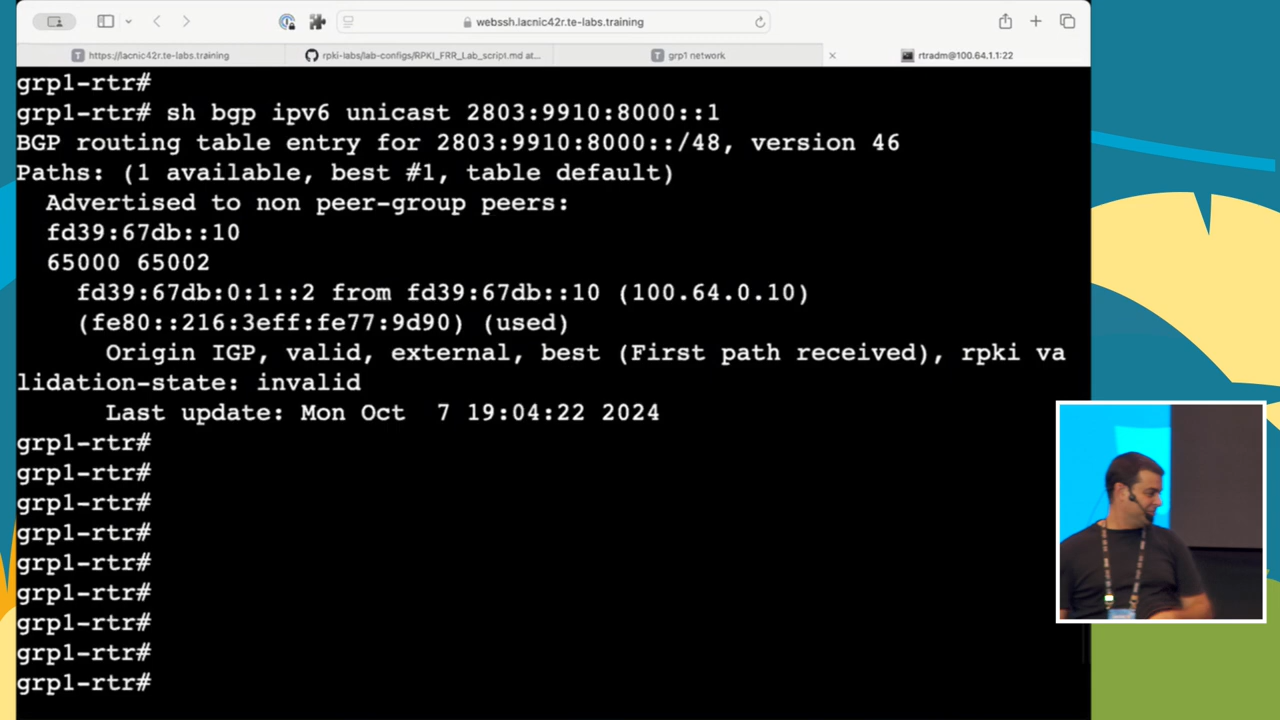 webssh.lacnic42r.te-labs.training
https://lacnic42r.te-labs.training
rpki-labs/lab-configs/RPKI_FRR_Lab_script.md at...
grp1 network
rtradm@100.64.1.1:22
grp1-rtr#
grp1-rtr# sh bgp ipv6 unicast 2803:9910:8000::1
BGP routing table entry for 2803:9910:8000::/48, version 46
Paths: (1 available, best #1, table default)
Advertised to non peer-group peers:
fd39:67db::10
65000 65002
fd39:67db:0:1::2 from fd39:67db::10 (100.64.0.10)
(fe80::216:3eff:fe77:9d90) (used)
Origin IGP, valid, external, best (First path received), rpki va
lidation-state: invalid
Last update: Mon Oct  7 19:04:22 2024
grp1-rtr#
grp1-rtr#
grp1-rtr#
grp1-rtr#
grp1-rtr#
grp1-rtr#
grp1-rtr#
grp1-rtr#
grp1-rtr#